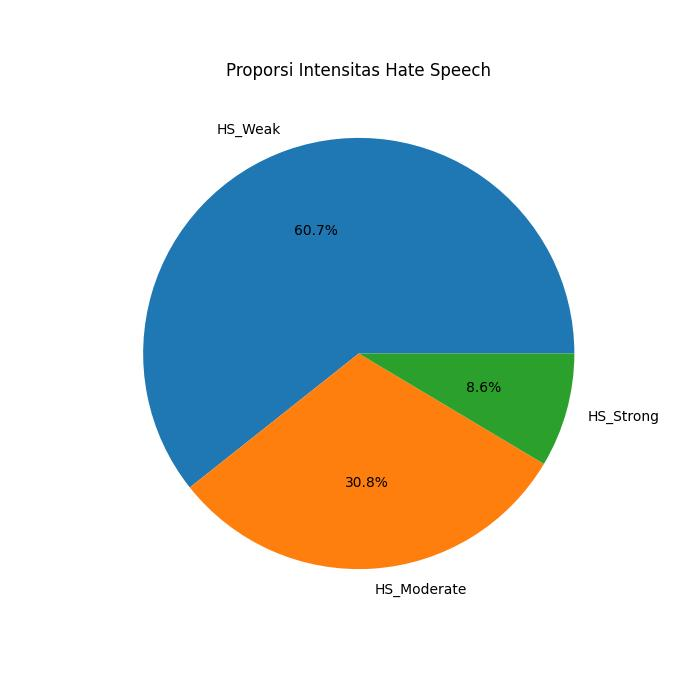 Proporsi Intensitas Hate Speech
HS_Weak
60.7%
8.6%
HS_Strong
30.8%
HS_Moderate